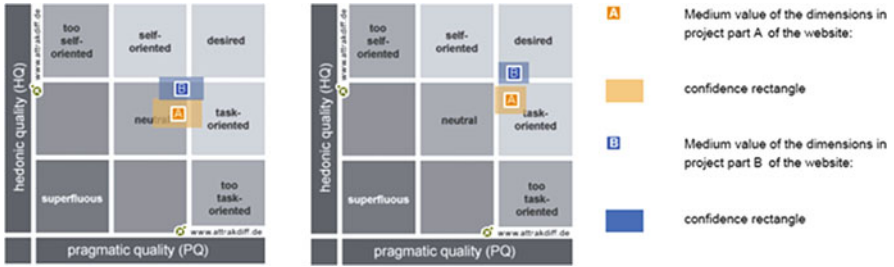 hedonic quality (HQ)
www.attrakdiff.de
too
self-
oriented
self-
oriented
desired
B
A
neutral
task-
oriented
superfluous
too
task-
oriented
www.attrakdiff.de
pragmatic quality (PQ)
hedonic quality (HQ)
www.attrakdiff.de
too
self-
oriented
self-
oriented
desired
B
A
neutral
task-
oriented
superfluous
too
task-
oriented
www.attrakdiff.de
pragmatic quality (PQ)
A
Medium value of the dimensions in
project part A of the website:
confidence rectangle
B
Medium value of the dimensions in
project part B of the website:
confidence rectangle